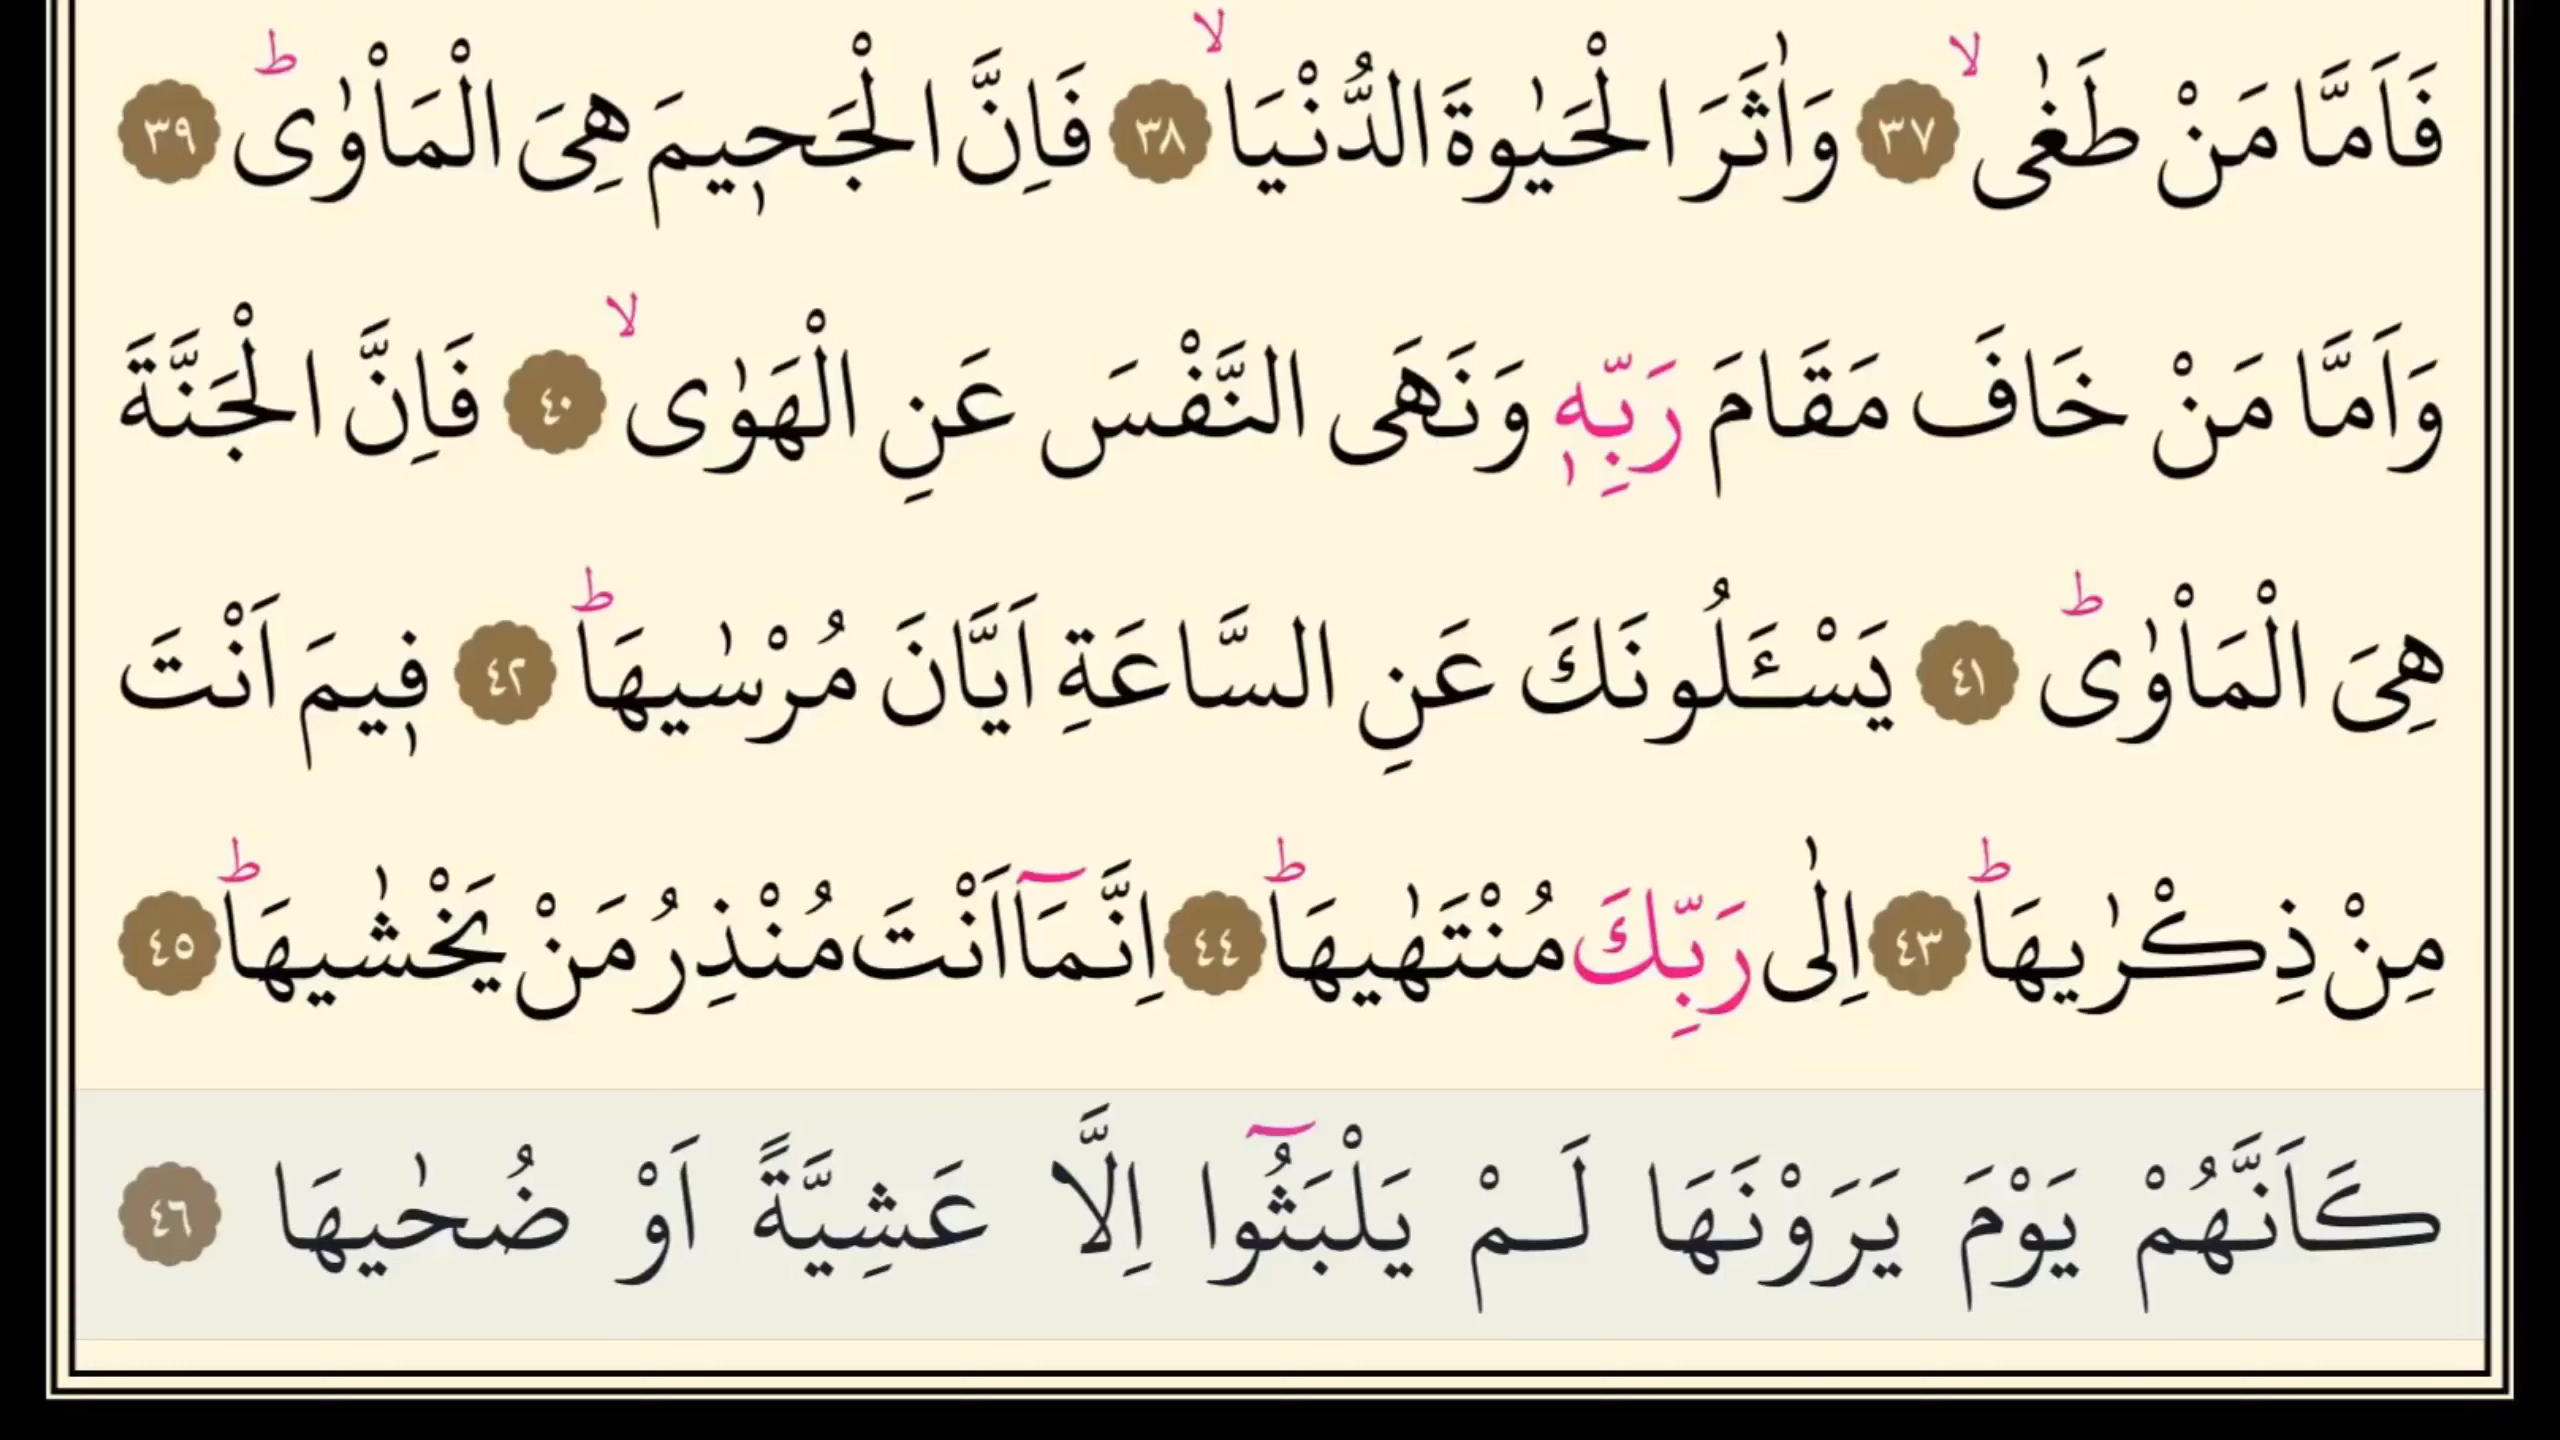 فَاَمَّا مَنْ طَغٰى ۙ ٣٧ وَاٰثَرَ الْحَيٰوةَ الدُّنْيَا ۙ ٣٨ فَاِنَّ الْجَح۪يمَ هِيَ الْمَاْوٰى ۜ ٣٩
وَاَمَّا مَنْ خَافَ مَقَامَ رَبِّه۪ وَنَهَى النَّفْسَ عَنِ الْهَوٰى ۙ ٤٠ فَاِنَّ الْجَنَّةَ
هِيَ الْمَاْوٰى ط ٤١ يَسْـَٔلُونَكَ عَنِ السَّاعَةِ اَيَّانَ مُرْسٰيهَا ط ٤٢ ف۪يمَ اَنْتَ
مِنْ ذِكْرٰيهَا ط ٤٣ اِلٰى رَبِّكَ مُنْتَهٰيهَا ط ٤٤ اِنَّمَٓا اَنْتَ مُنْذِرُ مَنْ يَخْشٰيهَا ط ٤٥
كَاَنَّهُمْ يَوْمَ يَرَوْنَهَا لَمْ يَلْبَثُٓوا اِلَّا عَشِيَّةً اَوْ ضُحٰيهَا ٤٦